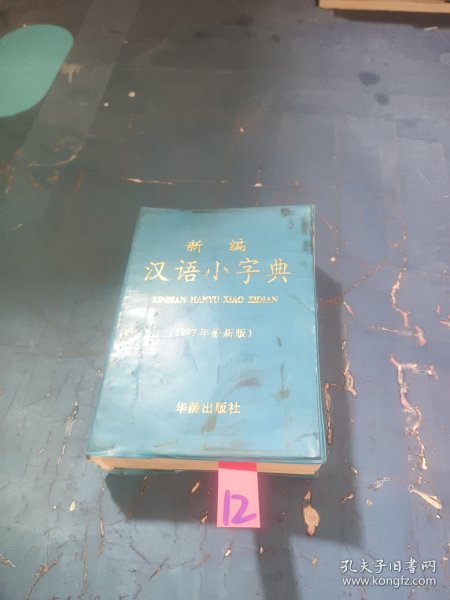 新编
汉语小字典
XINBIAN HANYU XIAO ZIDIAN
(1997年最新版)
华龄出版社
12
孔夫子旧书网
www.kongfz.com